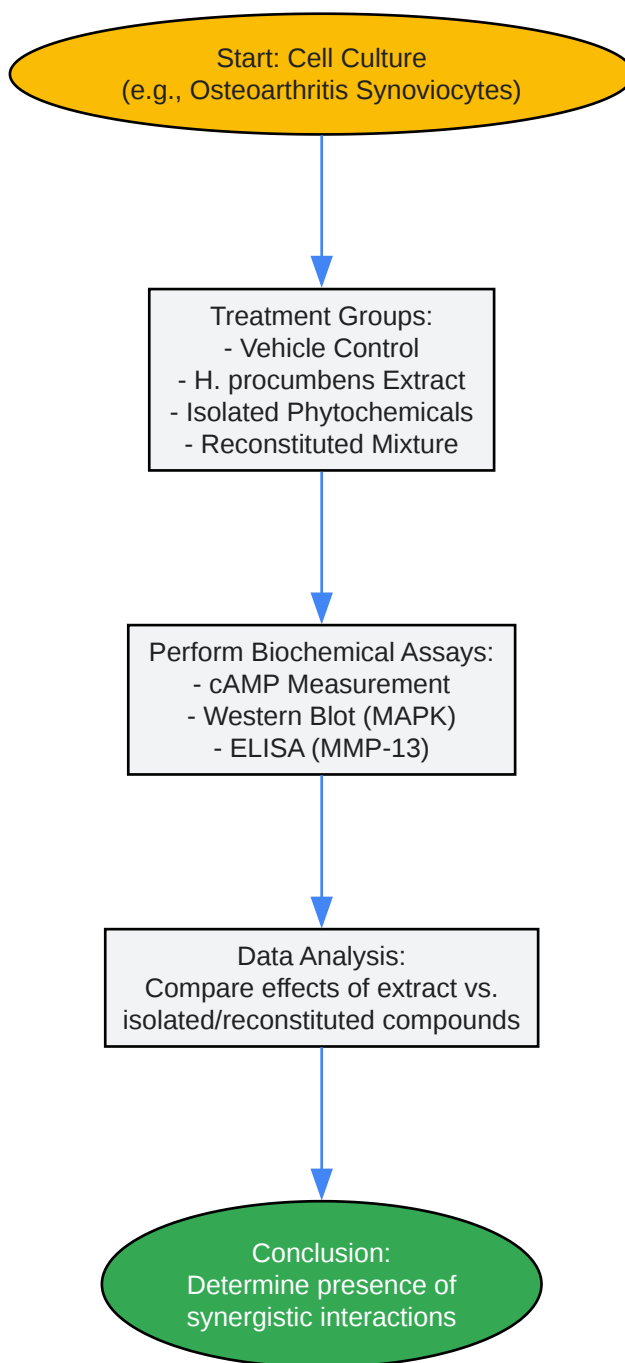 Start: Cell Culture
(e.g., Osteoarthritis Synoviocytes)
Treatment Groups:
- Vehicle Control
- H. procumbens Extract
- Isolated Phytochemicals
- Reconstituted Mixture
Perform Biochemical Assays:
- cAMP Measurement
- Western Blot (MAPK)
- ELISA (MMP-13)
Data Analysis:
Compare effects of extract vs.
isolated/reconstituted compounds
Conclusion:
Determine presence of
synergistic interactions